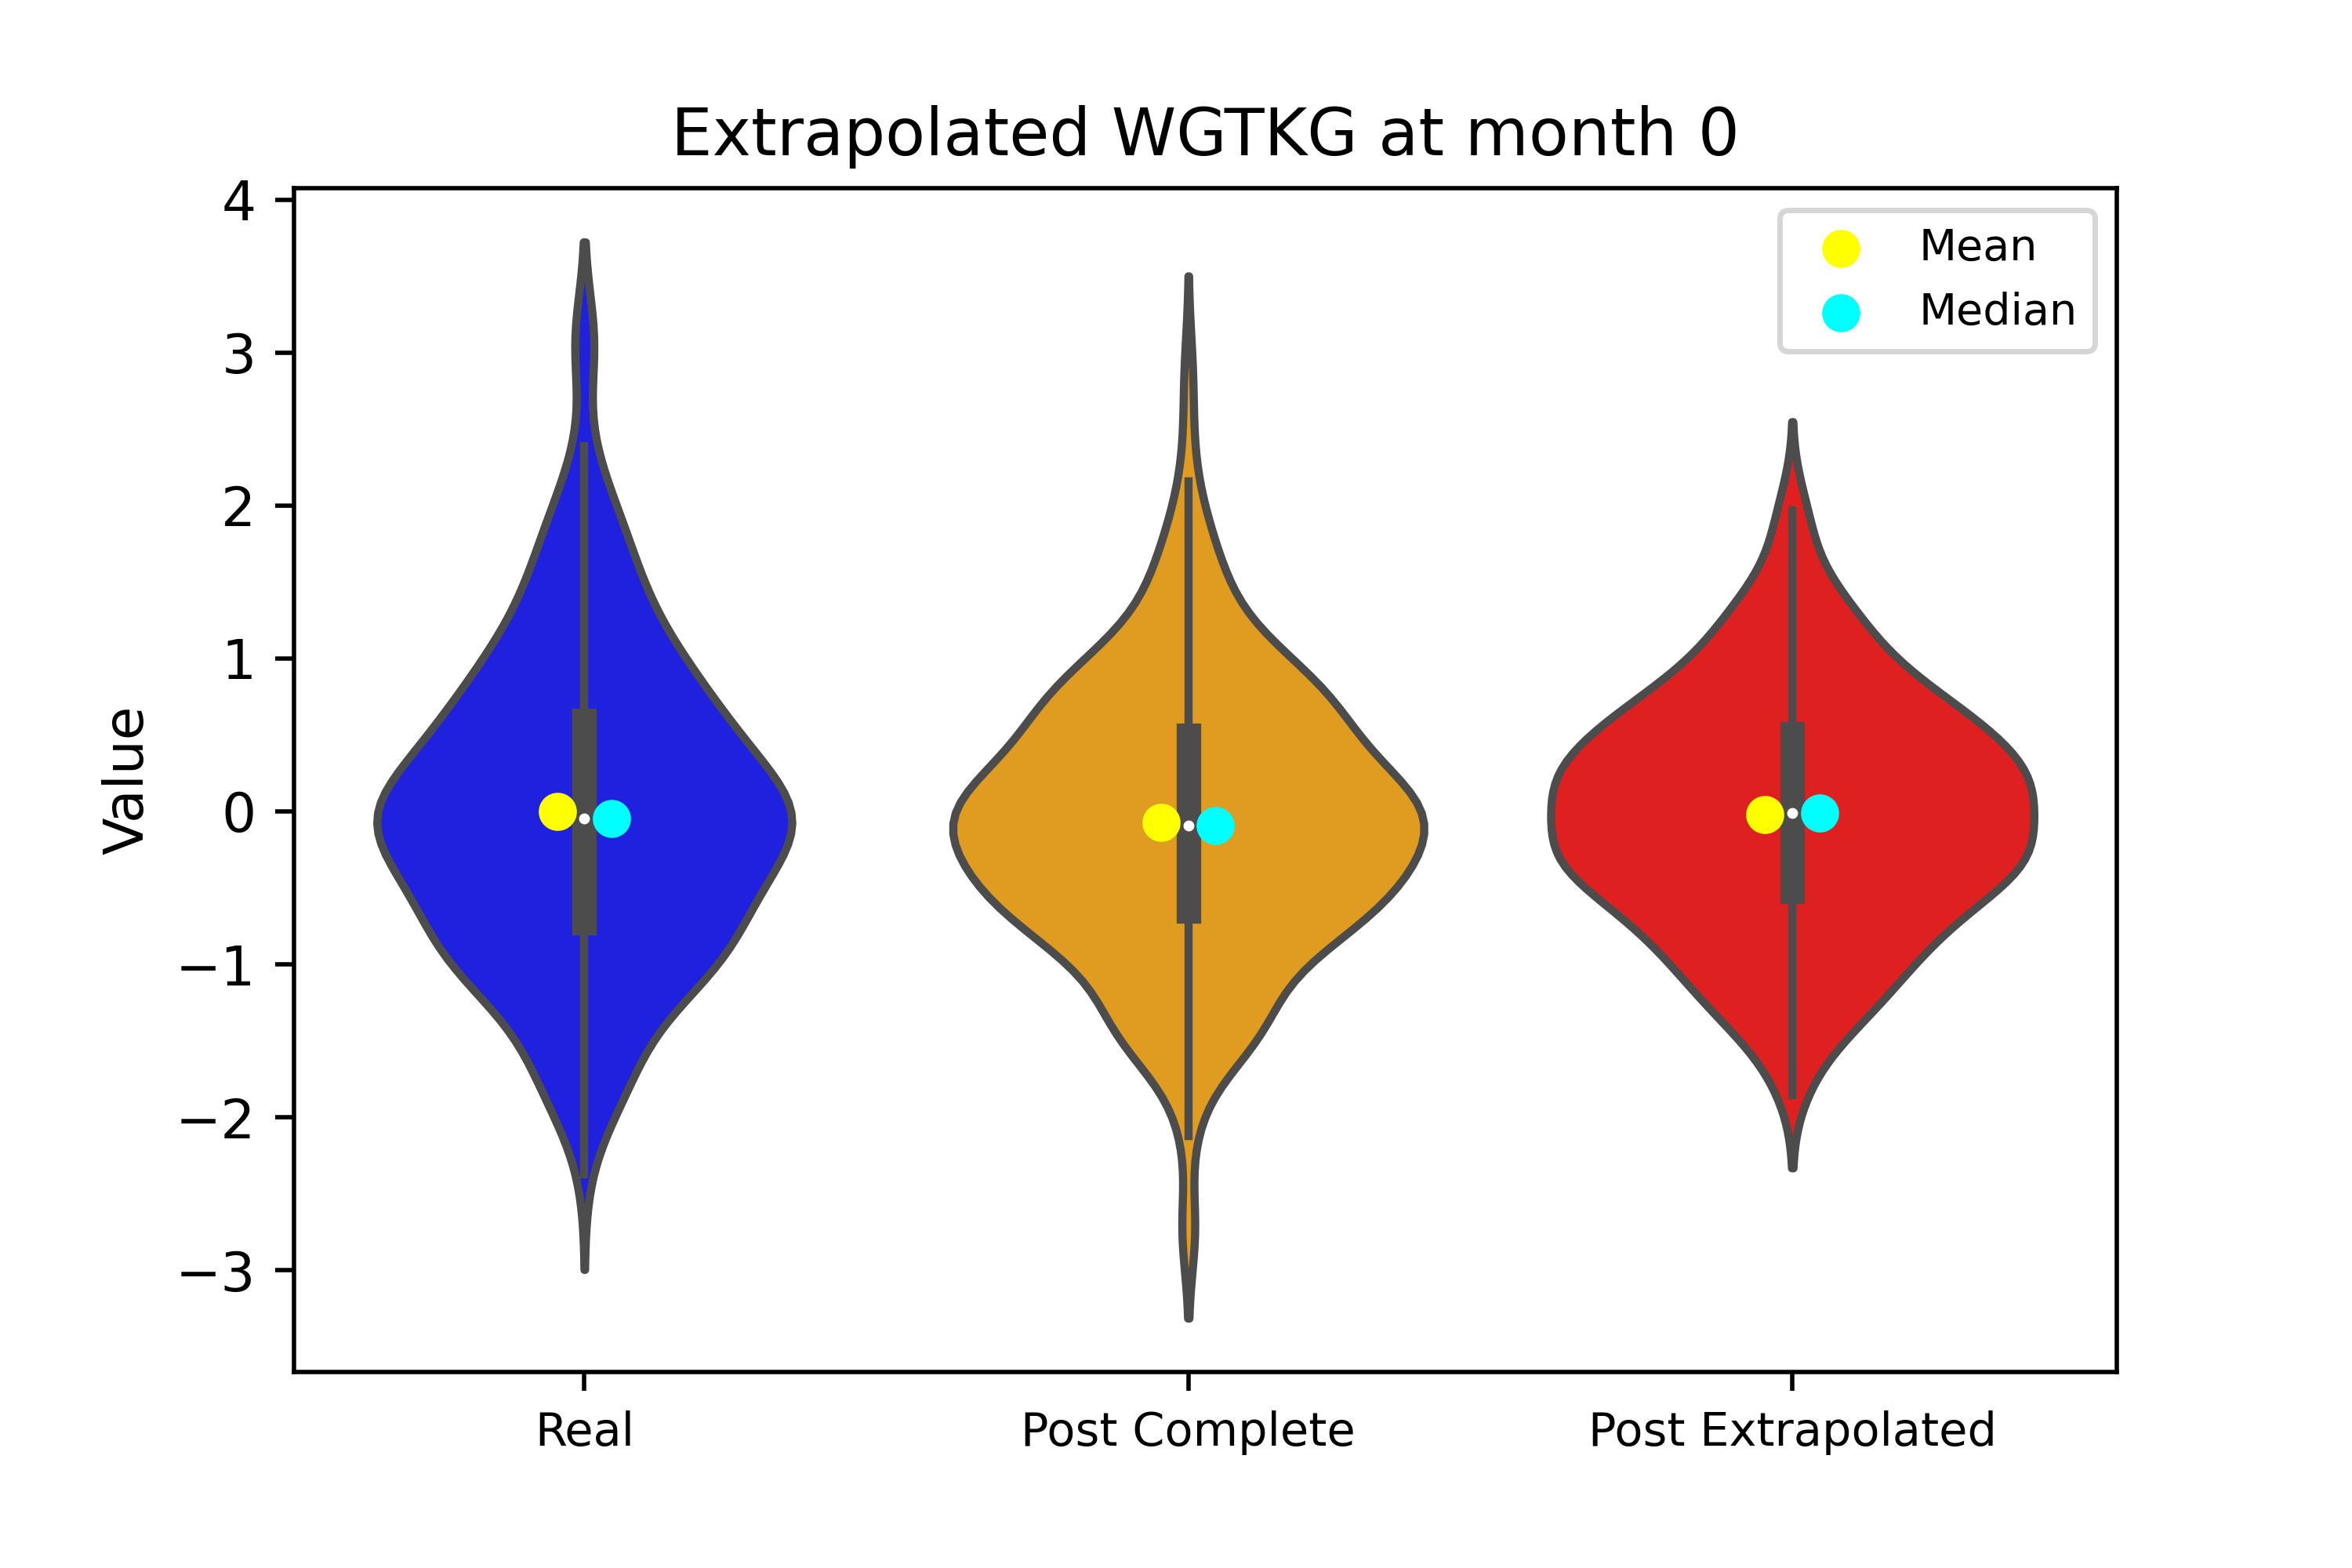 Extrapolated WGTKG at month 0
Mean
Median
Value
4
3
2
1
0
−1
−2
−3
Real
Post Complete
Post Extrapolated